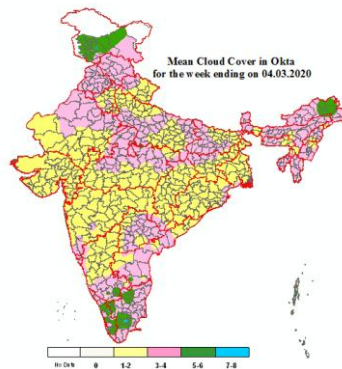 Mean Cloud Cover in Okta
for the week ending on 04.03.2020
No Data 0 1-2 3-4 5-6 7-8